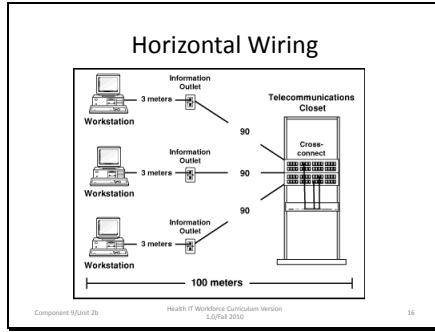 Horizontal Wiring
Information
Outlet
3 meters
Workstation
90
Telecommunications
Closet
Cross-
connect
Information
Outlet
3 meters
Workstation
90
Information
Outlet
3 meters
Workstation
90
100 meters
Component 9/Unit 2b
Health IT Workforce Curriculum Version
1.0/Fall 2010
16